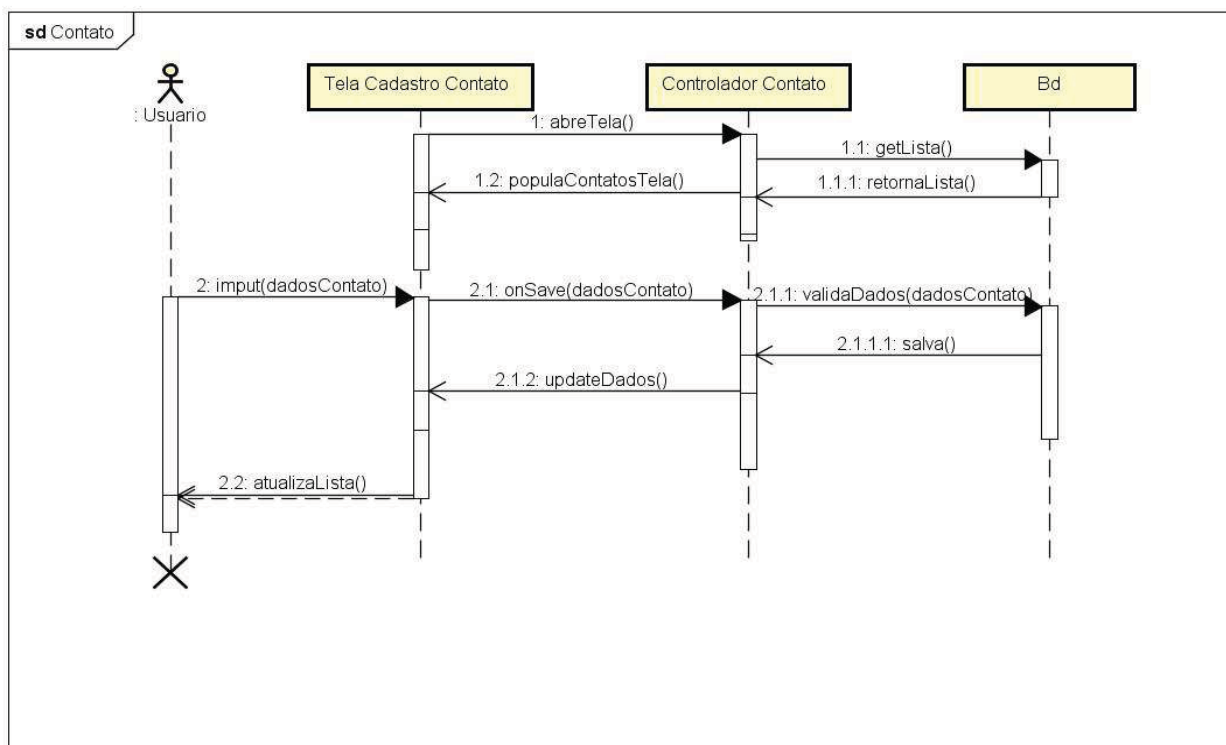 sd Contato
: Usuario
Tela Cadastro Contato
Controlador Contato
Bd
1: abreTela()
1.1: getLista()
1.2: populaContatosTela()
1.1.1: retornaLista()
2: imput(dadosContato)
2.1: onSave(dadosContato)
2.1.1: validaDados(dadosContato)
2.1.1.1: salva()
2.1.2: updateDados()
2.2: atualizaLista()